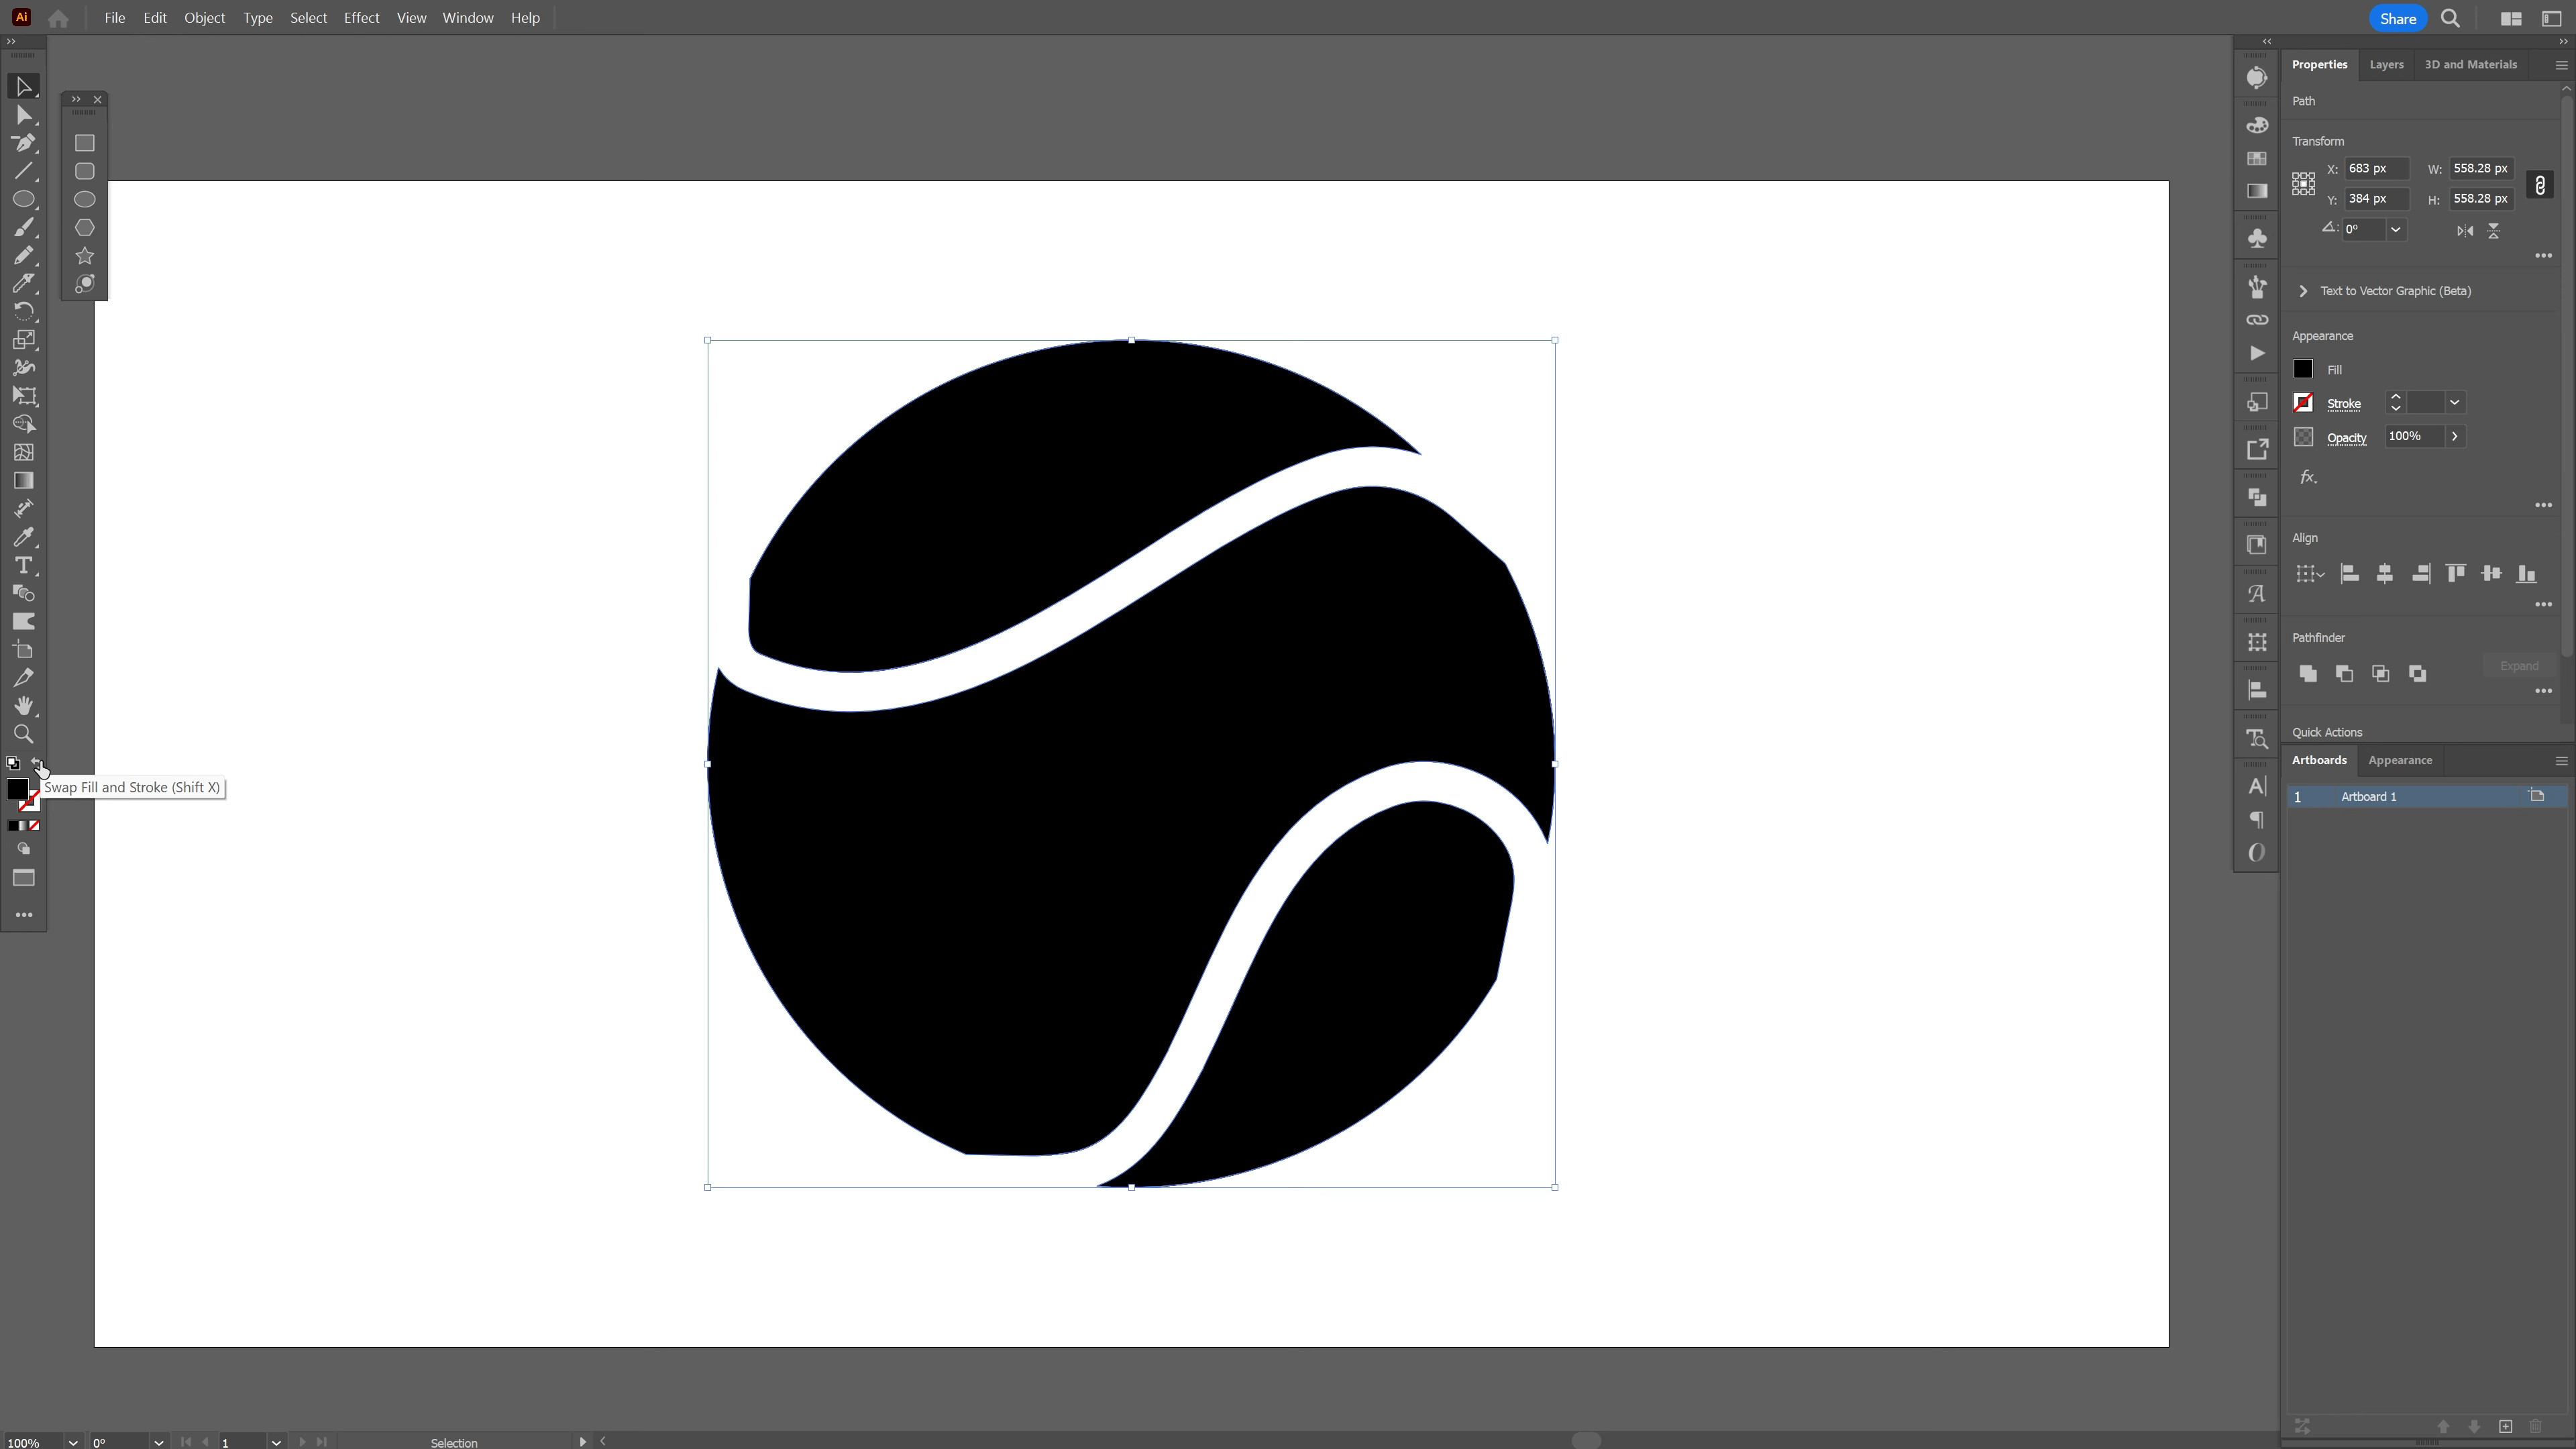 Ai File Edit Object Type Select Effect View Window Help Share
Properties Layers 3D and Materials
Path
Transform
X: 683 px W: 558.28 px
Y: 384 px H: 558.28 px
0°
Text to Vector Graphic (Beta)
Appearance
Fill
Stroke
Opacity 100%
fx.
Align
Pathfinder
Expand
Quick Actions
Artboards Appearance
1 Artboard 1
Swap Fill and Stroke (Shift X)
100% 0° 1 Selection